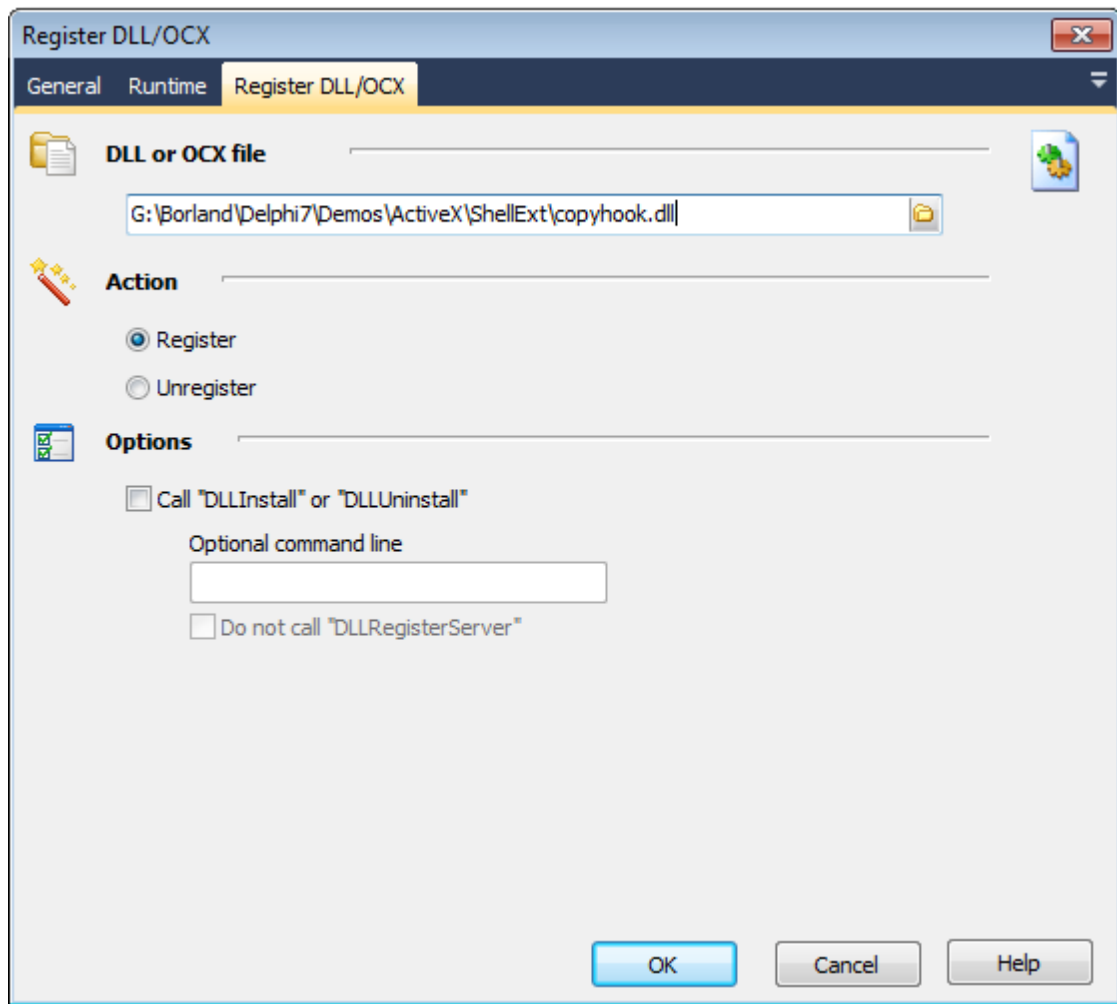 Register DLL/OCX
General Runtime Register DLL/OCX
DLL or OCX file
G:\Borland\Delphi7\Demos\ActiveX\ShellExt\copyhook.dll
Action
Register
Unregister
Options
Call "DLLInstall" or "DLLUninstall"
Optional command line
Do not call "DLLRegisterServer"
OK Cancel Help